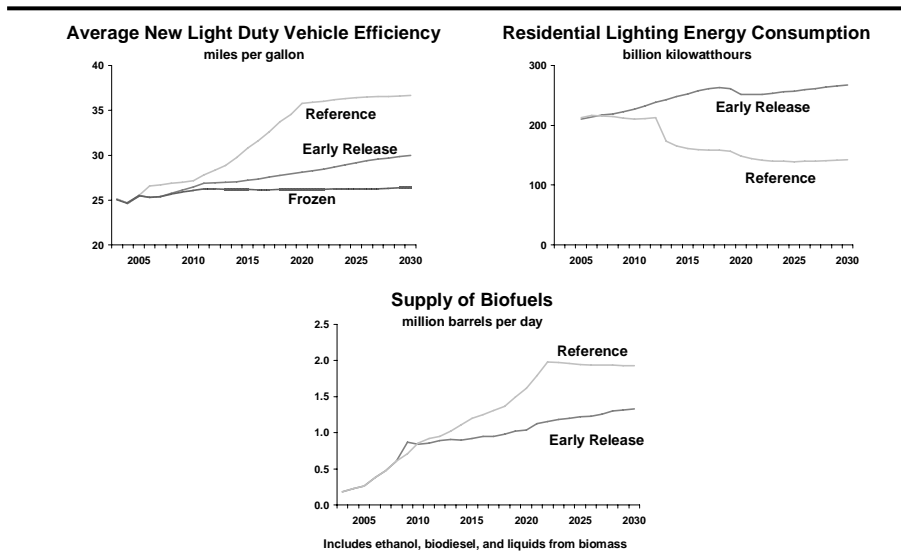 Average New Light Duty Vehicle Efficiency
miles per gallon
40
35
30
25
20
Reference
Early Release
Frozen
2005 2010 2015 2020 2025 2030
Residential Lighting Energy Consumption
billion kilowatthours
300
200
100
0
Early Release
Reference
2005 2010 2015 2020 2025 2030
Supply of Biofuels
million barrels per day
2.5
2.0
1.5
1.0
0.5
0.0
Reference
Early Release
2005 2010 2015 2020 2025 2030
Includes ethanol, biodiesel, and liquids from biomass